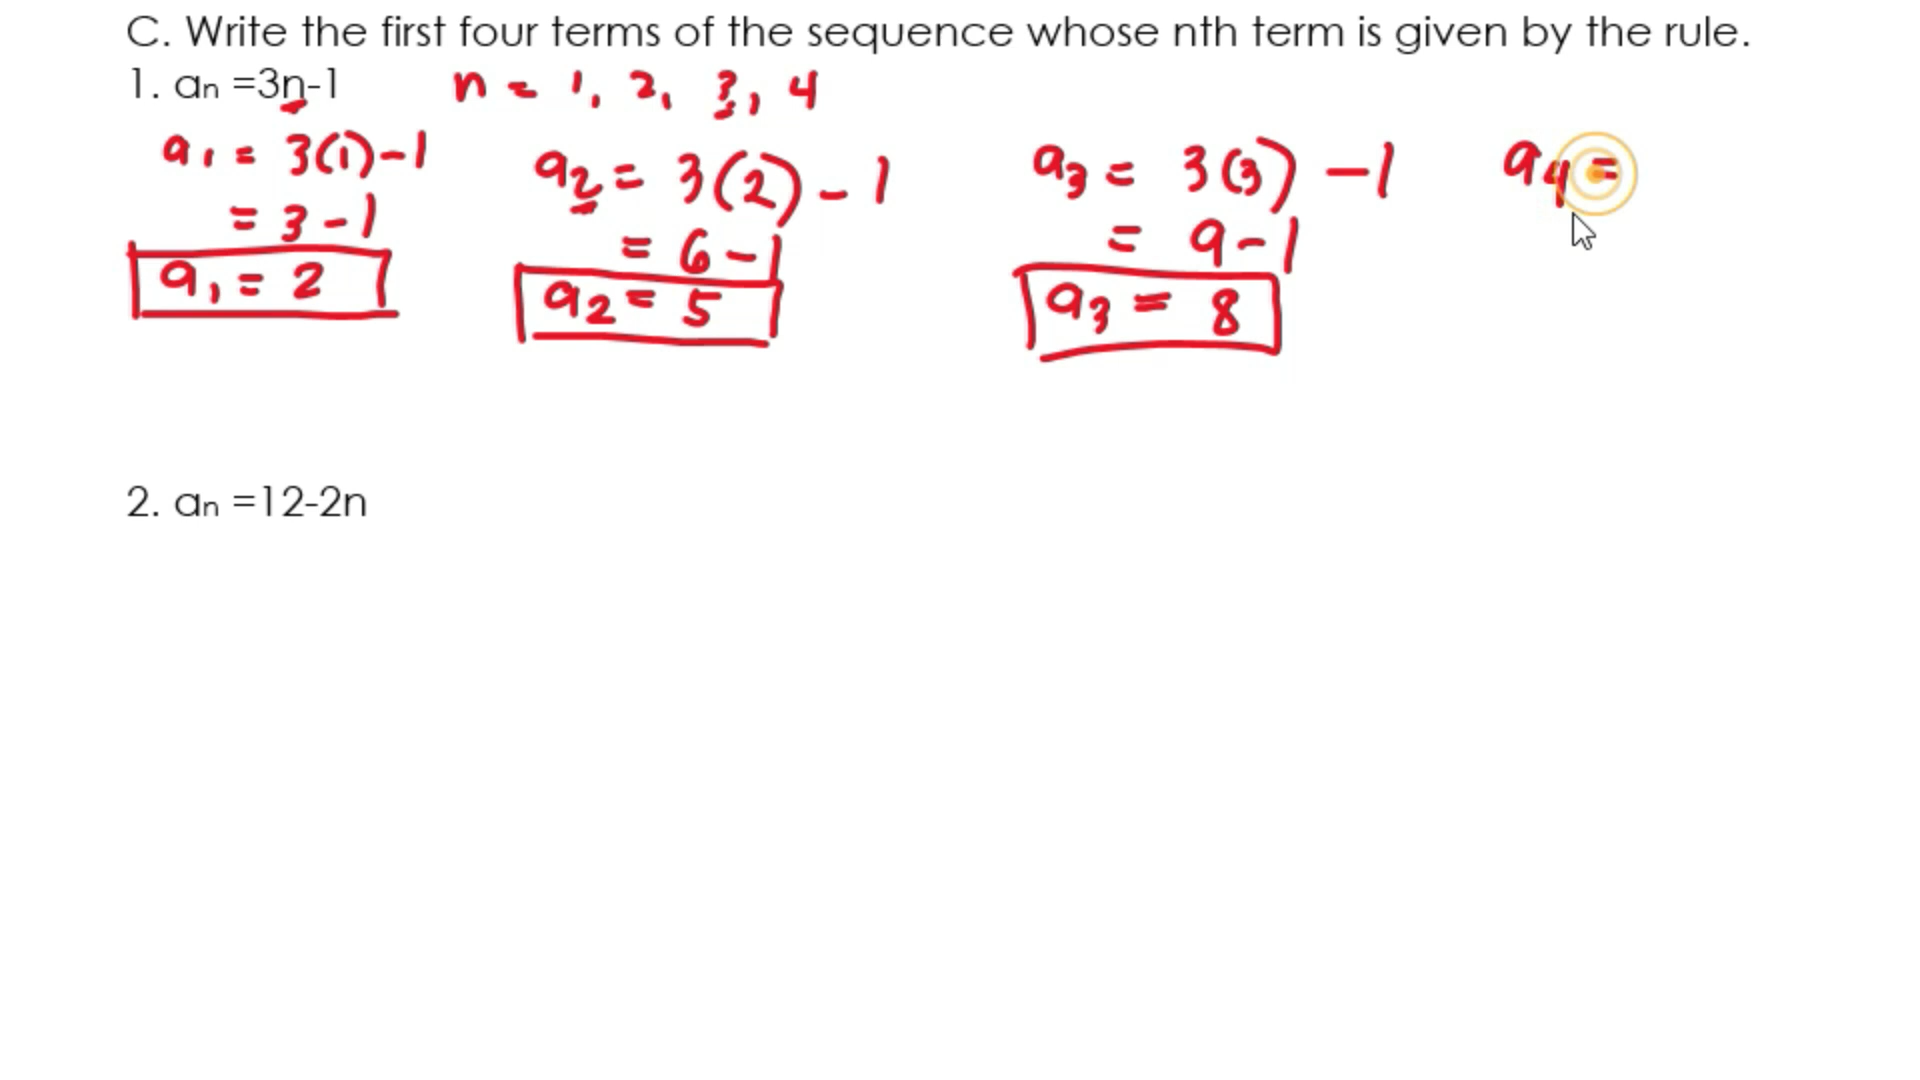 C. Write the first four terms of the sequence whose nth term is given by the rule.
1. an =3n-1 n = 1, 2, 3, 4
a1 = 3(1)-1 a2 = 3(2) - 1 a3 = 3(3) - 1 a4 =
= 3 - 1 = 6 - 1 = 9 - 1
a1 = 2 a2 = 5 a3 = 8
2. an =12-2n